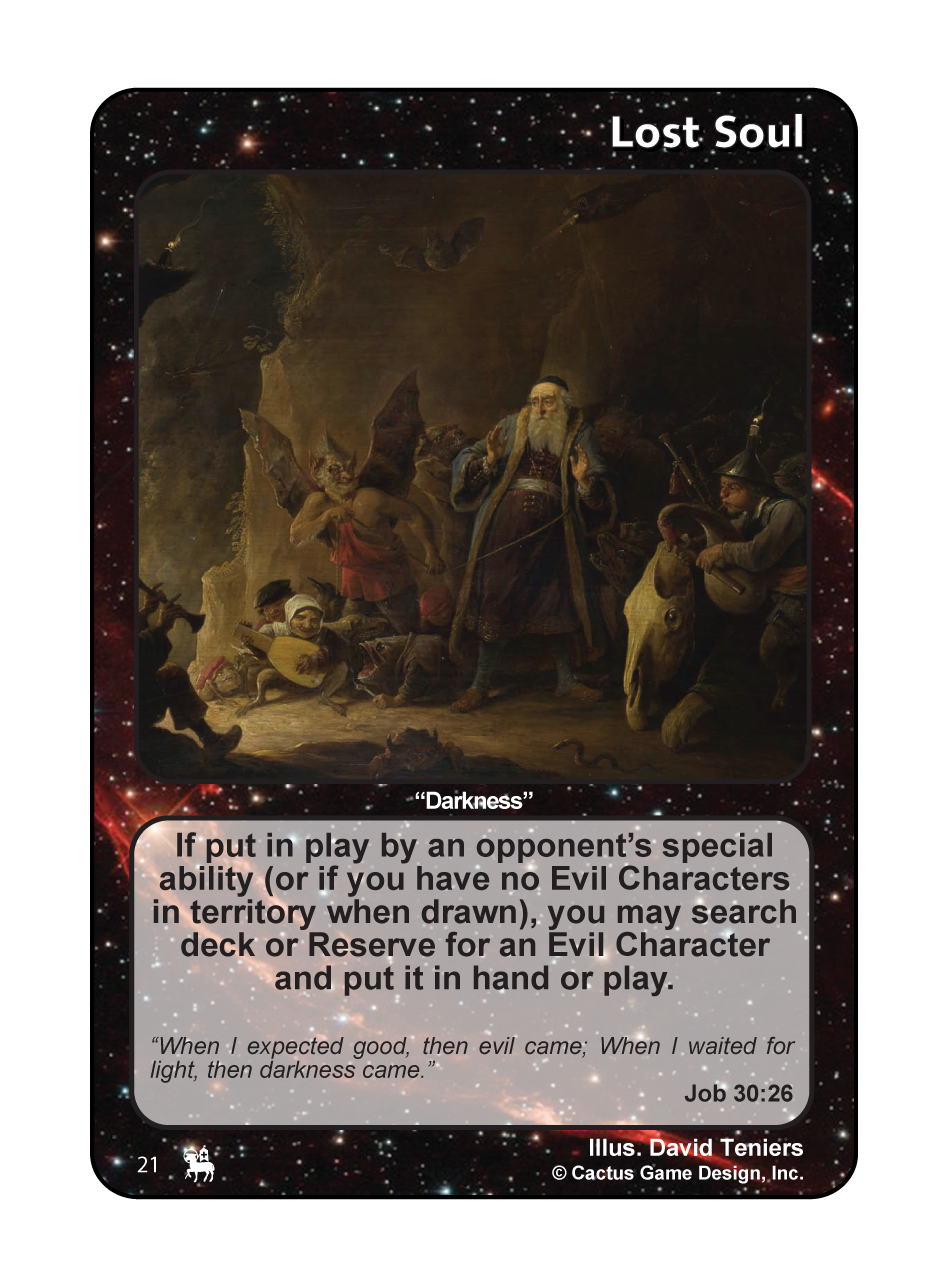 Lost Soul
“Darkness”
If put in play by an opponent’s special
ability (or if you have no Evil Characters
in territory when drawn), you may search
deck or Reserve for an Evil Character
and put it in hand or play.
“When I expected good, then evil came; When I waited for
light, then darkness came.”
Job 30:26
Illus. David Teniers
21
© Cactus Game Design, Inc.